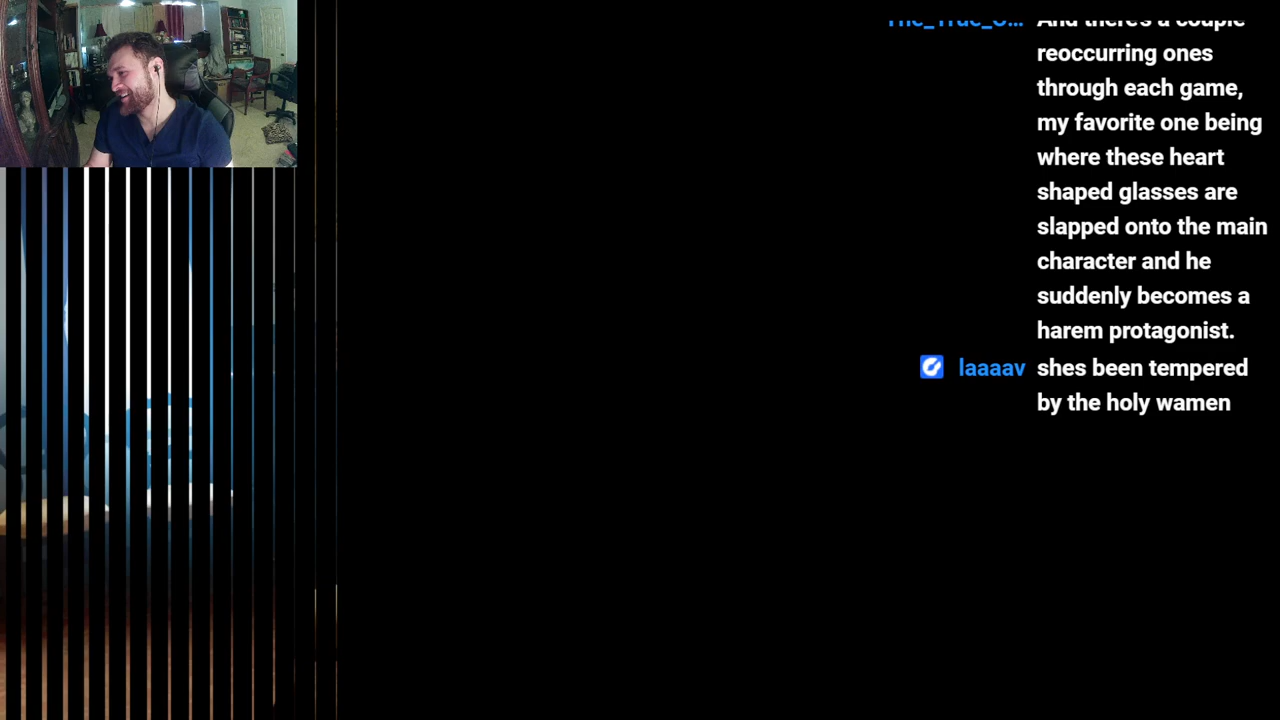 And there's a couple
reoccurring ones
through each game,
my favorite one being
where these heart
shaped glasses are
slapped onto the main
character and he
suddenly becomes a
harem protagonist.
laaaav shes been tempered
by the holy wamen